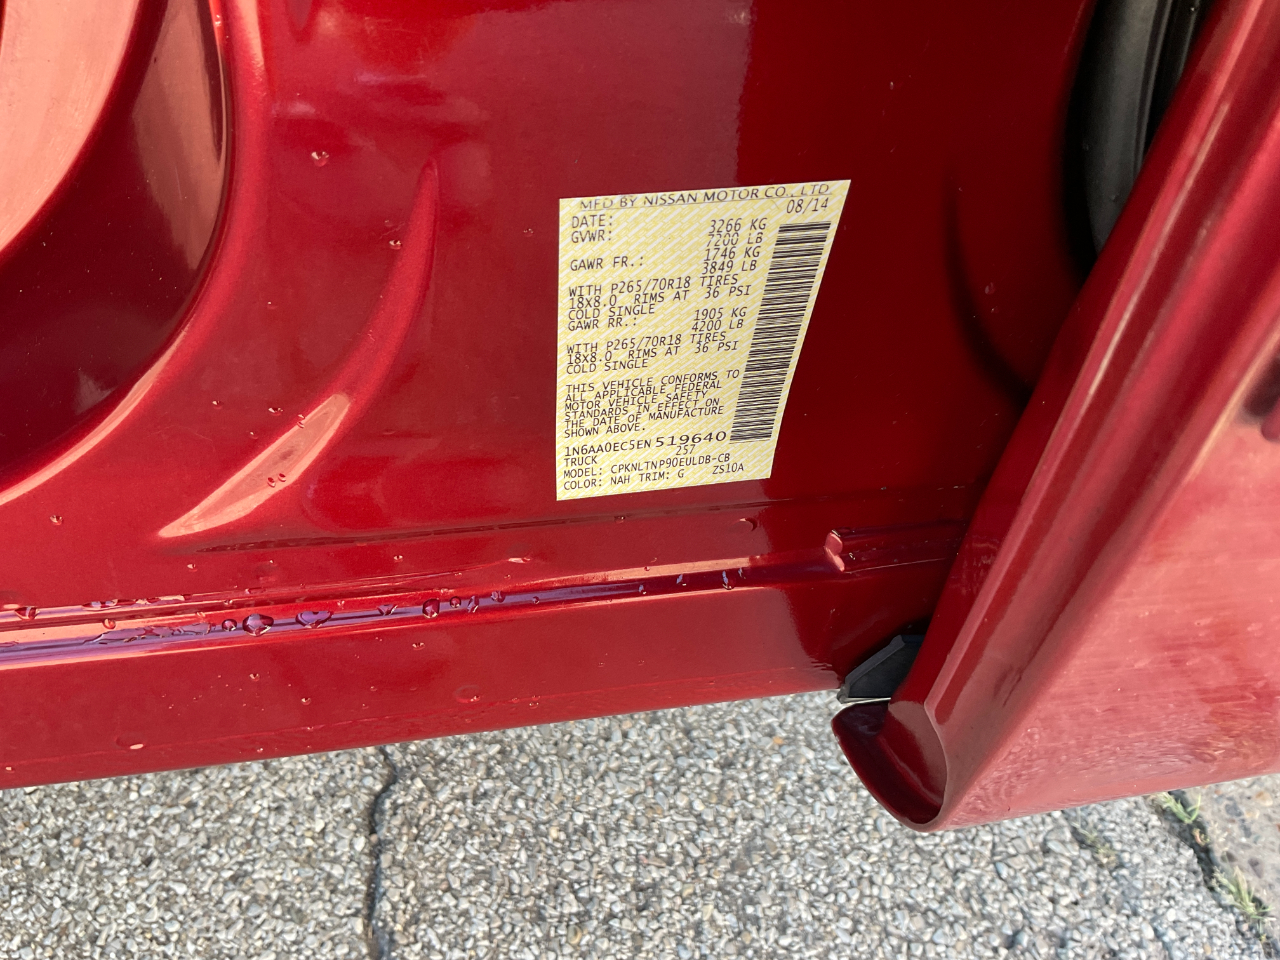 MFD BY NISSAN MOTOR CO., LTD
DATE: 08/14
GVWR: 3266 KG
7200 LB
GAWR FR.: 1746 KG
3849 LB
WITH P265/70R18 TIRES
18X8.0 RIMS AT 36 PSI
COLD SINGLE
GAWR RR.: 1905 KG
4200 LB
WITH P265/70R18 TIRES
18X8.0 RIMS AT 36 PSI
COLD SINGLE
THIS VEHICLE CONFORMS TO
ALL APPLICABLE FEDERAL
MOTOR VEHICLE SAFETY
STANDARDS IN EFFECT ON
THE DATE OF MANUFACTURE
SHOWN ABOVE.
1N6AA0EC5EN519640
TRUCK 257
MODEL: CPKNLTNP90EULDB-CB
COLOR: NAH TRIM: G ZS10A